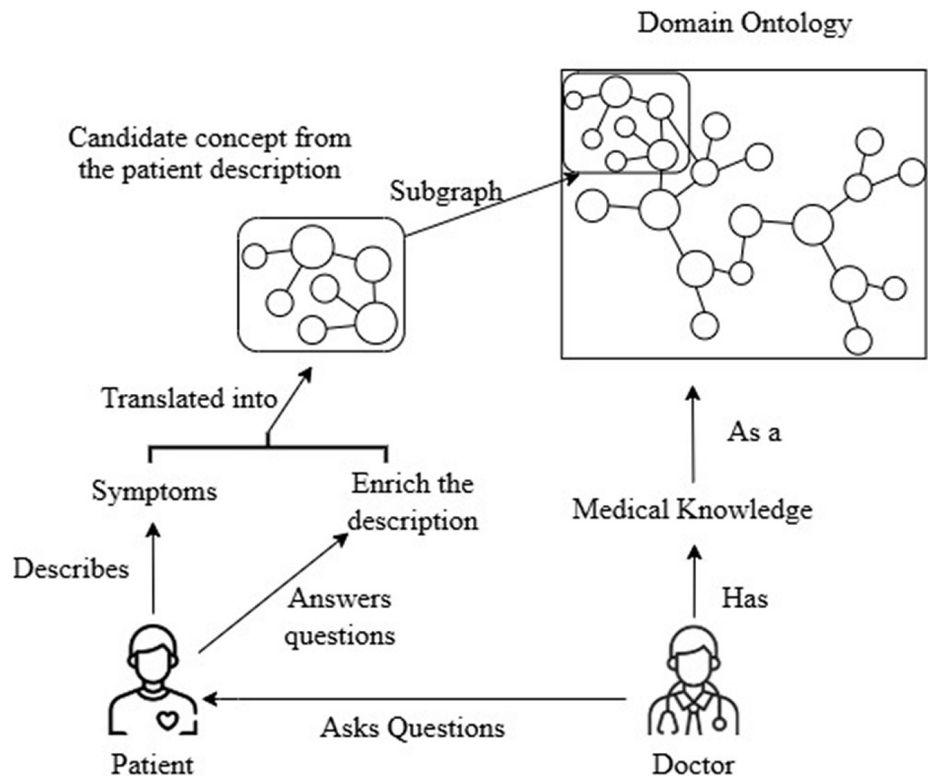 Domain Ontology
Candidate concept from
the patient description
Subgraph
Translated into
As a
Symptoms
Enrich the
description
Medical Knowledge
Describes
Answers
questions
Has
Asks Questions
Patient
Doctor